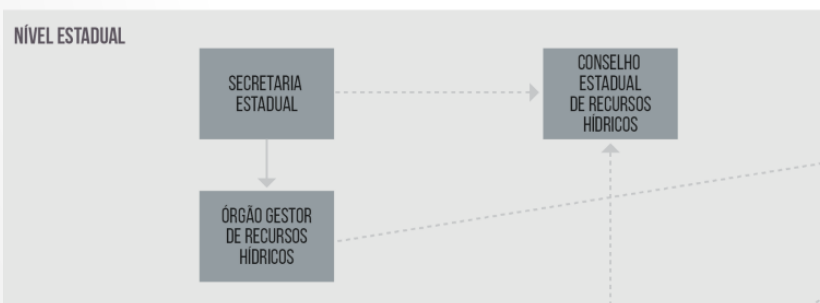 NÍVEL ESTADUAL
SECRETARIA
ESTADUAL
CONSELHO
ESTADUAL
DE RECURSOS
HÍDRICOS
ÓRGÃO GESTOR
DE RECURSOS
HÍDRICOS